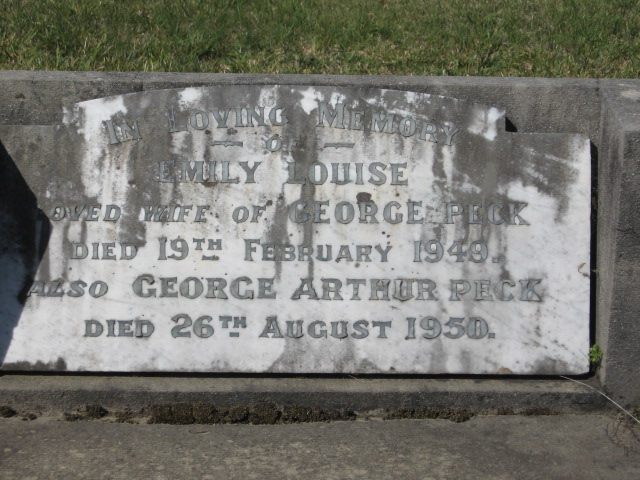 IN LOVING MEMORY
— OF —
EMILY LOUISE
LOVED WIFE OF GEORGE PECK
DIED 19TH FEBRUARY 1949.
ALSO GEORGE ARTHUR PECK
DIED 26TH AUGUST 1950.